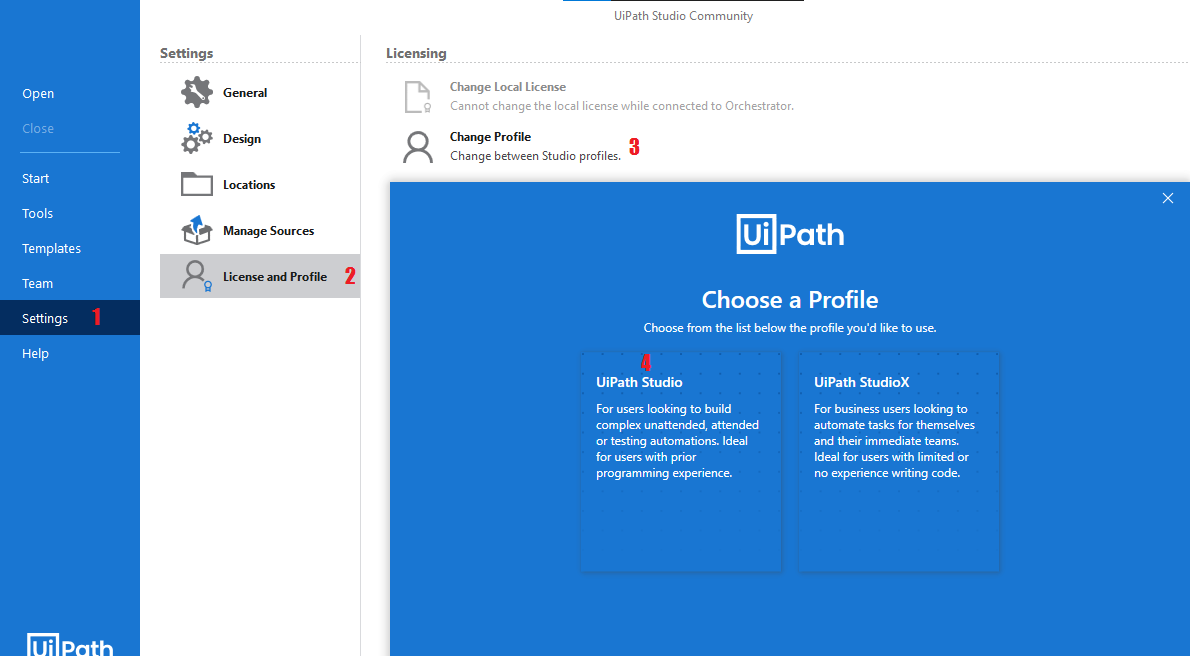 UiPath Studio Community
Open
Close
Start
Tools
Templates
Team
Settings 1
Help
UiPath
Settings
General
Design
Locations
Manage Sources
License and Profile 2
Licensing
Change Local License
Cannot change the local license while connected to Orchestrator.
Change Profile
Change between Studio profiles. 3
UiPath
Choose a Profile
Choose from the list below the profile you'd like to use.
4
UiPath Studio
For users looking to build
complex unattended, attended
or testing automations. Ideal
for users with prior
programming experience.
UiPath StudioX
For business users looking to
automate tasks for themselves
and their immediate teams.
Ideal for users with limited or
no experience writing code.